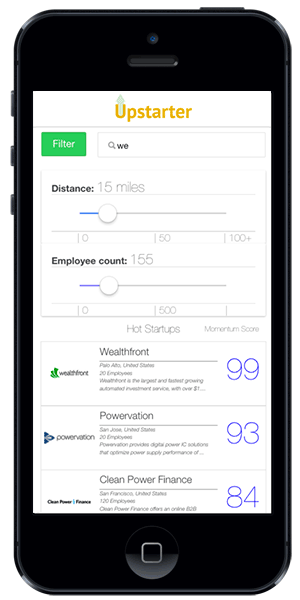 Upstarter
Filter
we
Distance: 15 miles
| 0 | 50 | 100+
Employee count: 155
| 0 | 500 |
Hot Startups Momentum Score
Wealthfront
wealthfront
Palo Alto, United States
20 Employees
Wealthfront is the largest and fastest growing
automated investment service, with over $1....
99
Powervation
powervation
San Jose, United States
20 Employees
Powervation provides digital power IC solutions
that optimize power supply performance of ...
93
Clean Power Finance
Clean Power Finance
San Francisco, United States
120 Employees
Clean Power Finance offers an online B2B
84